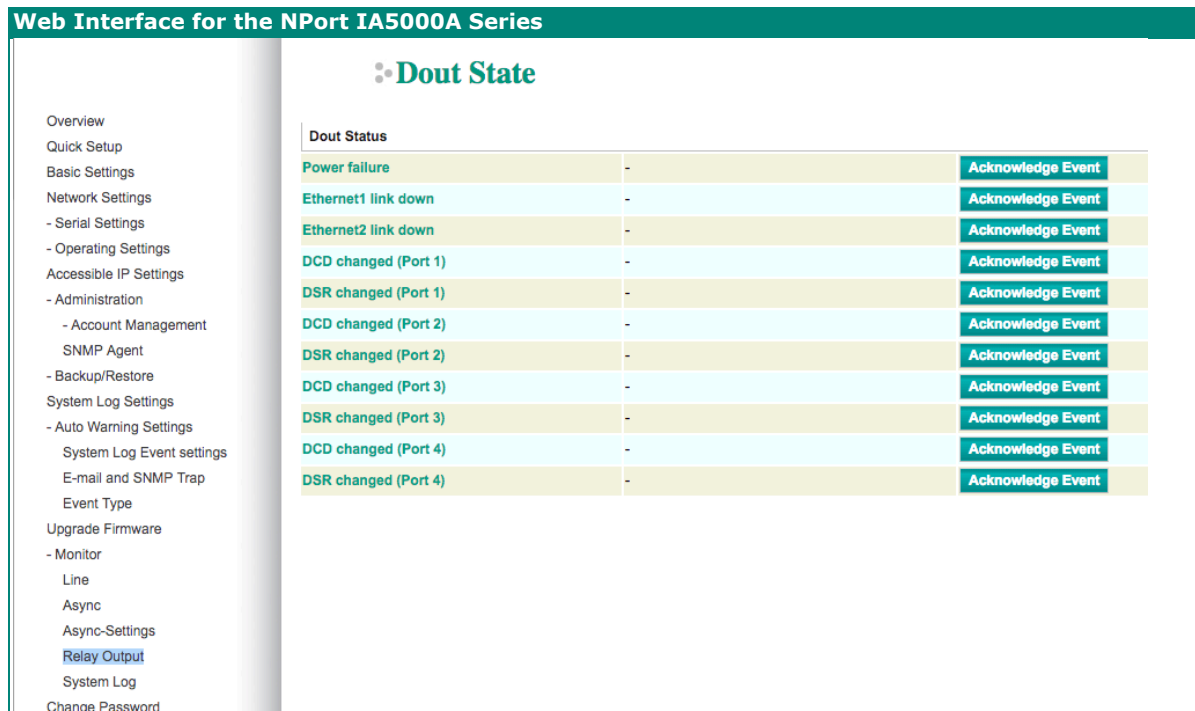 Web Interface for the NPort IA5000A Series
Overview
Quick Setup
Basic Settings
Network Settings
- Serial Settings
- Operating Settings
Accessible IP Settings
- Administration
- Account Management
SNMP Agent
- Backup/Restore
System Log Settings
- Auto Warning Settings
System Log Event settings
E-mail and SNMP Trap
Event Type
Upgrade Firmware
- Monitor
Line
Async
Async-Settings
Relay Output
System Log
Change Password
Dout State
Dout Status
Power failure - Acknowledge Event
Ethernet1 link down - Acknowledge Event
Ethernet2 link down - Acknowledge Event
DCD changed (Port 1) - Acknowledge Event
DSR changed (Port 1) - Acknowledge Event
DCD changed (Port 2) - Acknowledge Event
DSR changed (Port 2) - Acknowledge Event
DCD changed (Port 3) - Acknowledge Event
DSR changed (Port 3) - Acknowledge Event
DCD changed (Port 4) - Acknowledge Event
DSR changed (Port 4) - Acknowledge Event